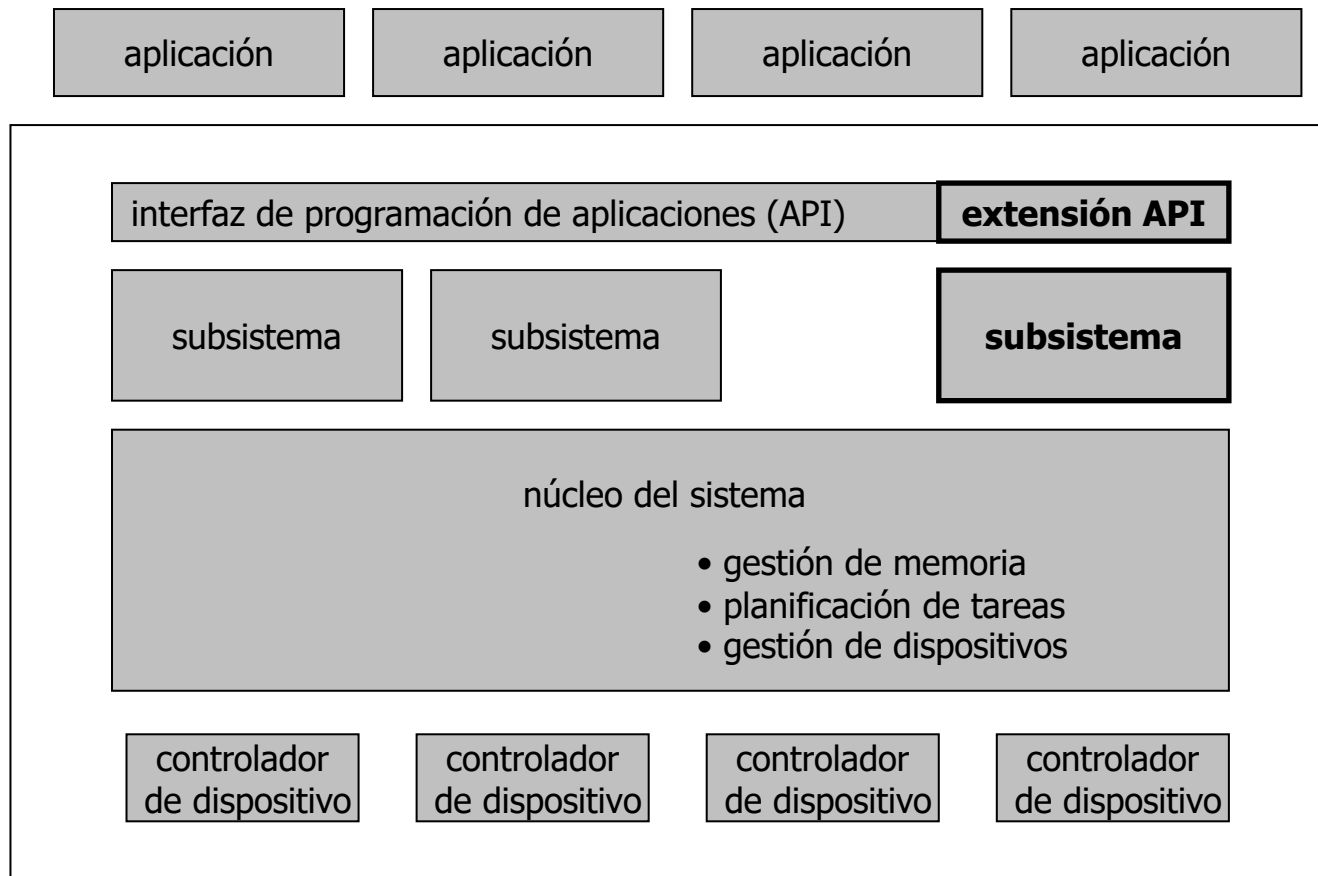 aplicación
aplicación
aplicación
aplicación
interfaz de programación de aplicaciones (API)
extensión API
subsistema
subsistema
subsistema
núcleo del sistema
• gestión de memoria
• planificación de tareas
• gestión de dispositivos
controlador
de dispositivo
controlador
de dispositivo
controlador
de dispositivo
controlador
de dispositivo